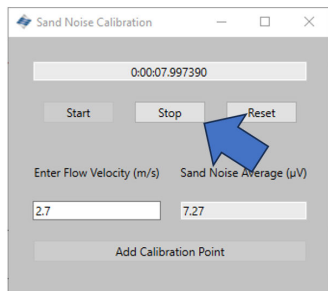 Sand Noise Calibration
0:00:07.997390
Start Stop Reset
Enter Flow Velocity (m/s) Sand Noise Average (µV)
2.7 7.27
Add Calibration Point